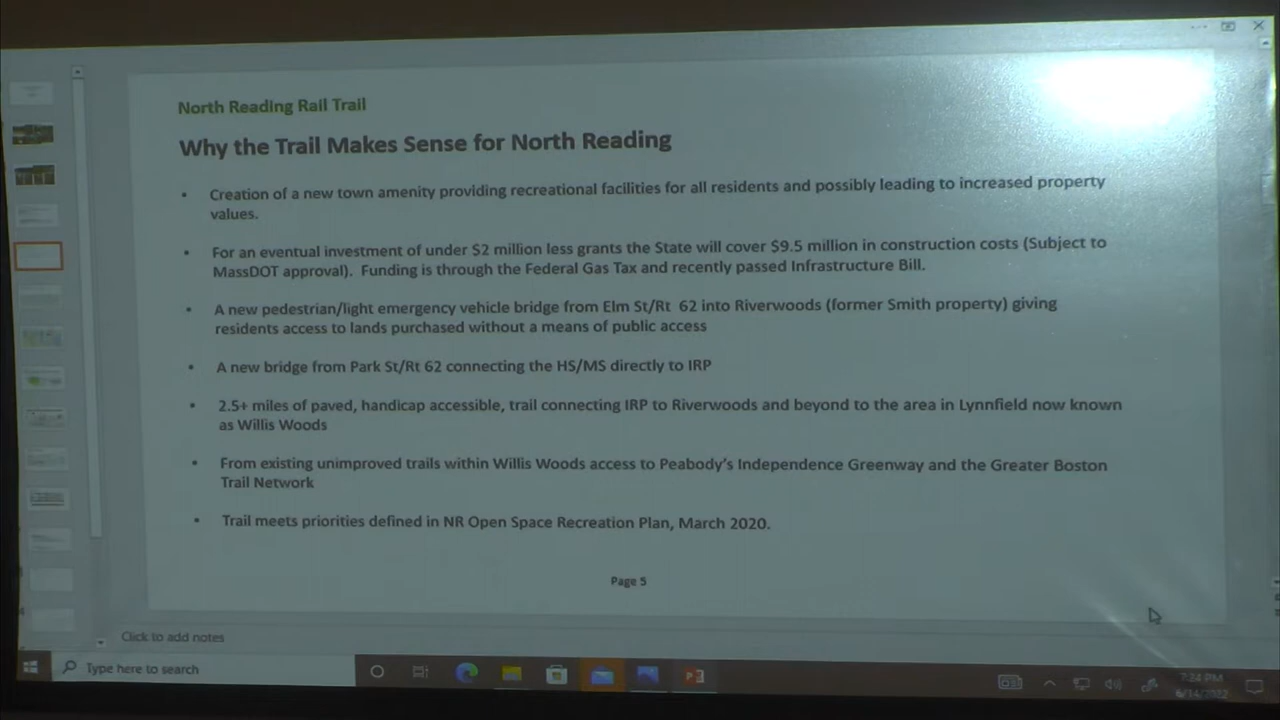 North Reading Rail Trail
Why the Trail Makes Sense for North Reading
• Creation of a new town amenity providing recreational facilities for all residents and possibly leading to increased property
values.
• For an eventual investment of under $2 million less grants the State will cover $9.5 million in construction costs (Subject to
MassDOT approval). Funding is through the Federal Gas Tax and recently passed Infrastructure Bill.
• A new pedestrian/light emergency vehicle bridge from Elm St/Rt 62 into Riverwoods (former Smith property) giving
residents access to lands purchased without a means of public access
• A new bridge from Park St/Rt 62 connecting the HS/MS directly to IRP
• 2.5+ miles of paved, handicap accessible, trail connecting IRP to Riverwoods and beyond to the area in Lynnfield now known
as Willis Woods
• From existing unimproved trails within Willis Woods access to Peabody's Independence Greenway and the Greater Boston
Trail Network
• Trail meets priorities defined in NR Open Space Recreation Plan, March 2020.
Page 5
Click to add notes
Type here to search
7:24 PM
6/14/2022